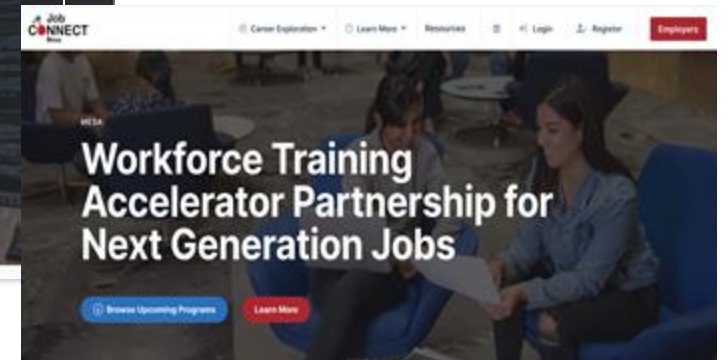 Job
CONNECT
Mesa
Career Exploration
Learn More
Resources
Login
Register
Employers
MESA
Workforce Training
Accelerator Partnership for
Next Generation Jobs
Browse Upcoming Programs
Learn More